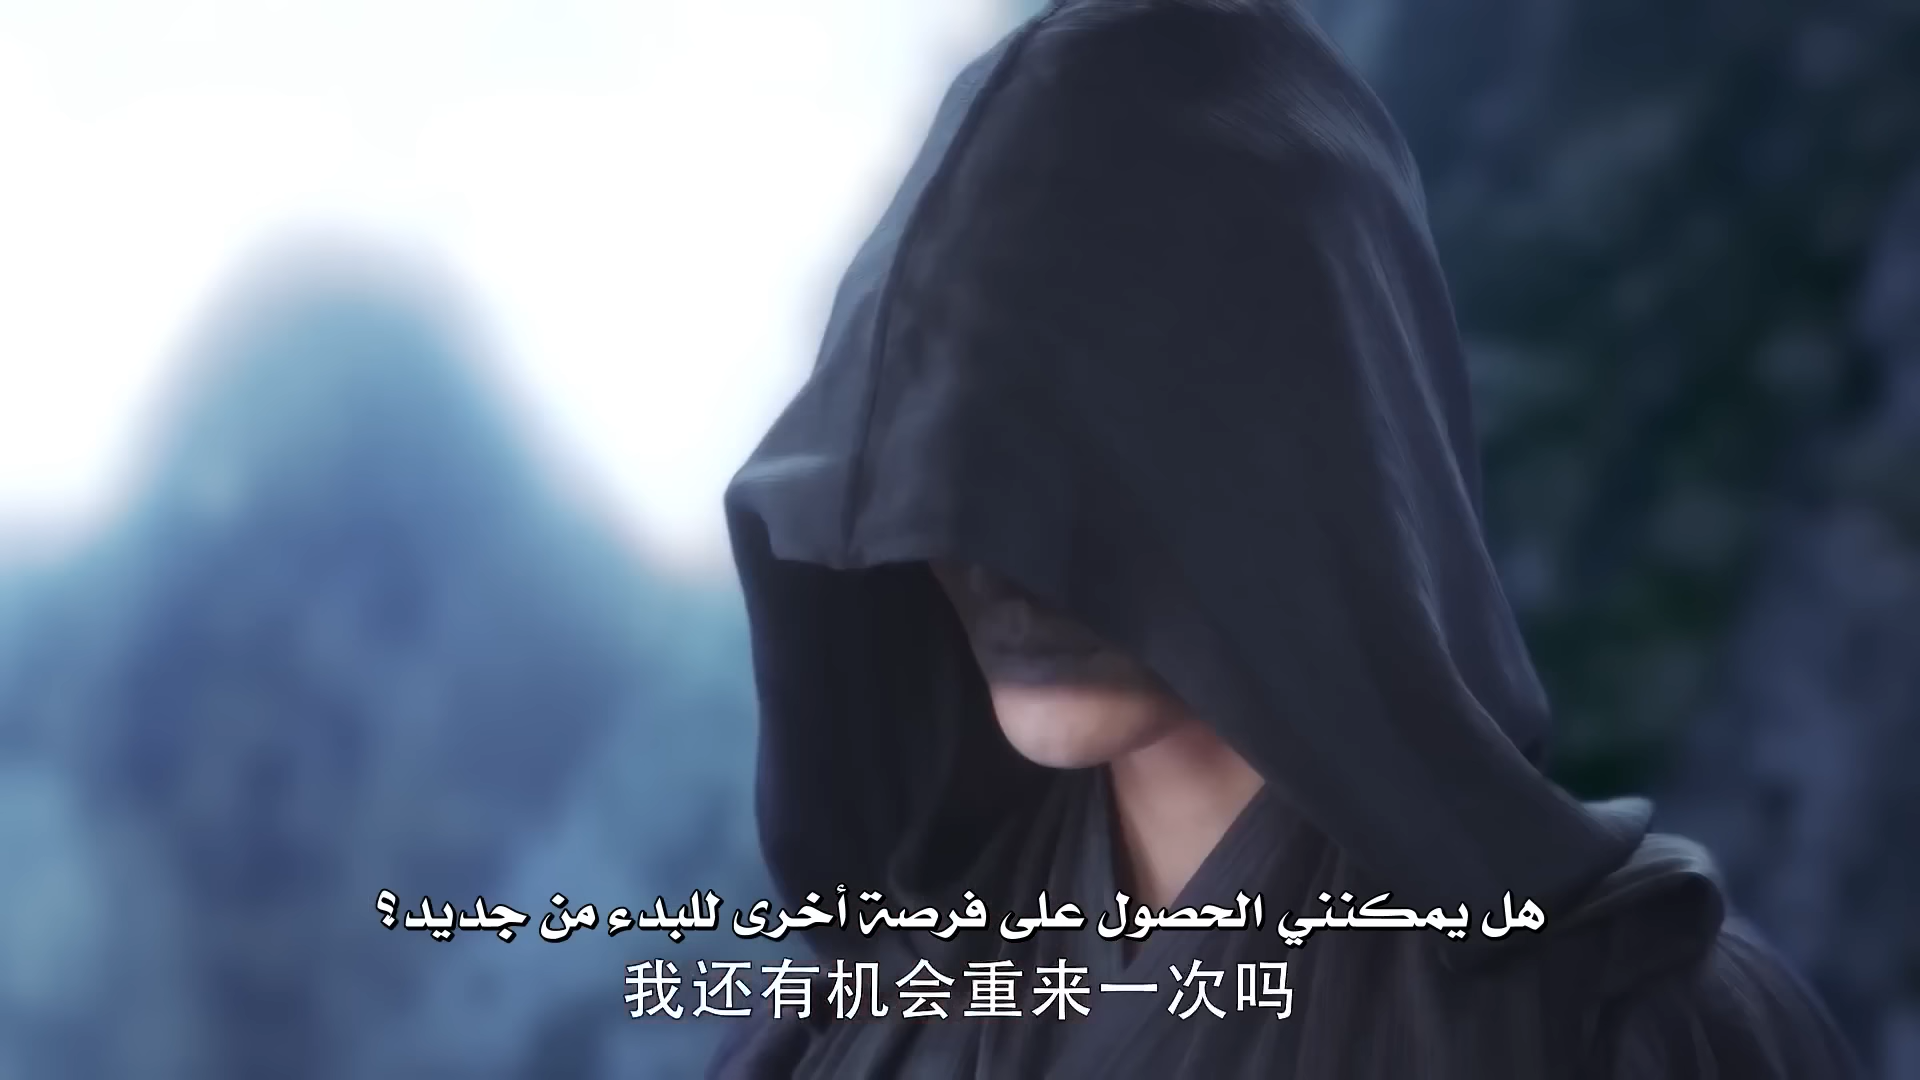 هل يمكنني الحصول على فرصة أخرى للبدء من جديد؟
我还有机会重来一次吗